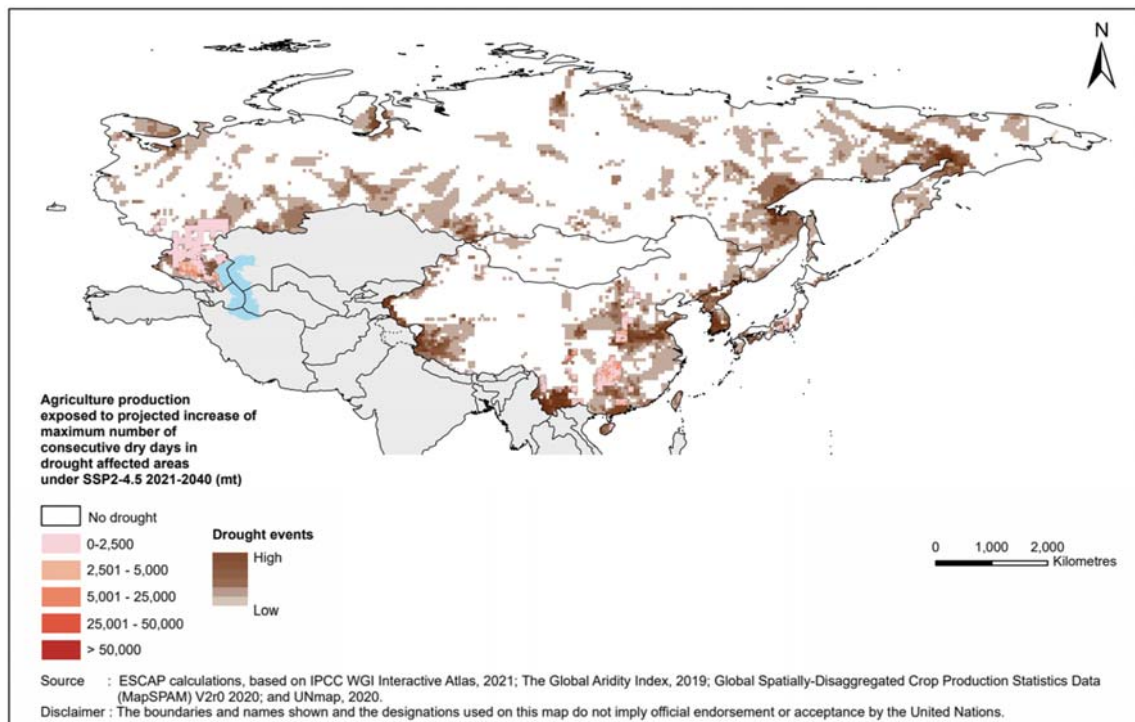 N
Agriculture production
exposed to projected increase of
maximum number of
consecutive dry days in
drought affected areas
under SSP2-4.5 2021-2040 (mt)
No drought
0-2,500
2,501 - 5,000
5,001 - 25,000
25,001 - 50,000
> 50,000
Drought events
High
Low
0 1,000 2,000
Kilometres
Source : ESCAP calculations, based on IPCC WGI Interactive Atlas, 2021; The Global Aridity Index, 2019; Global Spatially-Disaggregated Crop Production Statistics Data
(MapSPAM) V2r0 2020; and UNmap, 2020.
Disclaimer : The boundaries and names shown and the designations used on this map do not imply official endorsement or acceptance by the United Nations.